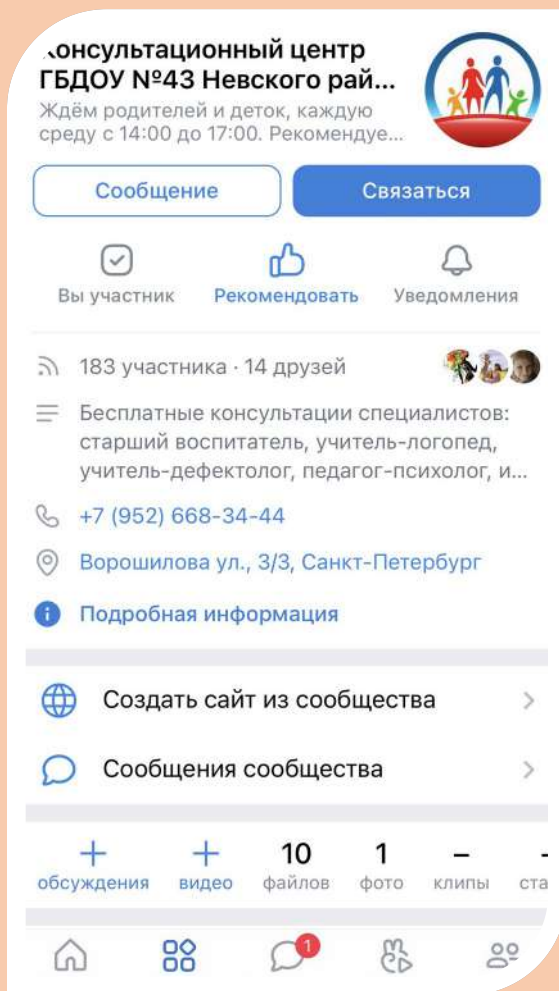 Консультационный центр
ГБДОУ №43 Невского рай...
Ждём родителей и деток, каждую
среду с 14:00 до 17:00. Рекомендуе...
Сообщение
Связаться
Вы участник
Рекомендовать
Уведомления
183 участника · 14 друзей
Бесплатные консультации специалистов:
старший воспитатель, учитель-логопед,
учитель-дефектолог, педагог-психолог, и...
+7 (952) 668-34-44
Ворошилова ул., 3/3, Санкт-Петербург
Подробная информация
Создать сайт из сообщества
Сообщения сообщества
10 1 – -
обсуждения видео файлов фото клипы ста
1